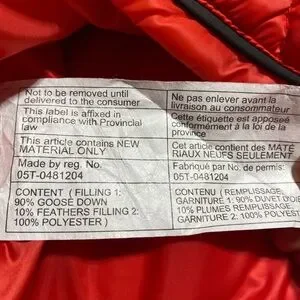 Not to be removed until
delivered to the consumer
This label is affixed in
compliance with Provincial
law
This article contains NEW
MATERIAL ONLY
Made by reg. No.
05T-0481204
CONTENT ( FILLING 1:
90% GOOSE DOWN
10% FEATHERS FILLING 2:
100% POLYESTER )
Ne pas enlever avant la
livraison au consommateur
Cette étiquette est apposée
conformément à la loi de la
province
Cet article contient des MATÉ
RIAUX NEUFS SEULEMENT
Fabriqué par No. de permis:
05T-0481204
CONTENU ( REMPLISSAGE.
GARNITURE 1: 90% DUVET D'OIE
10% PLUMES REMPLISSAGE.
GARNITURE 2: 100% POLYEST